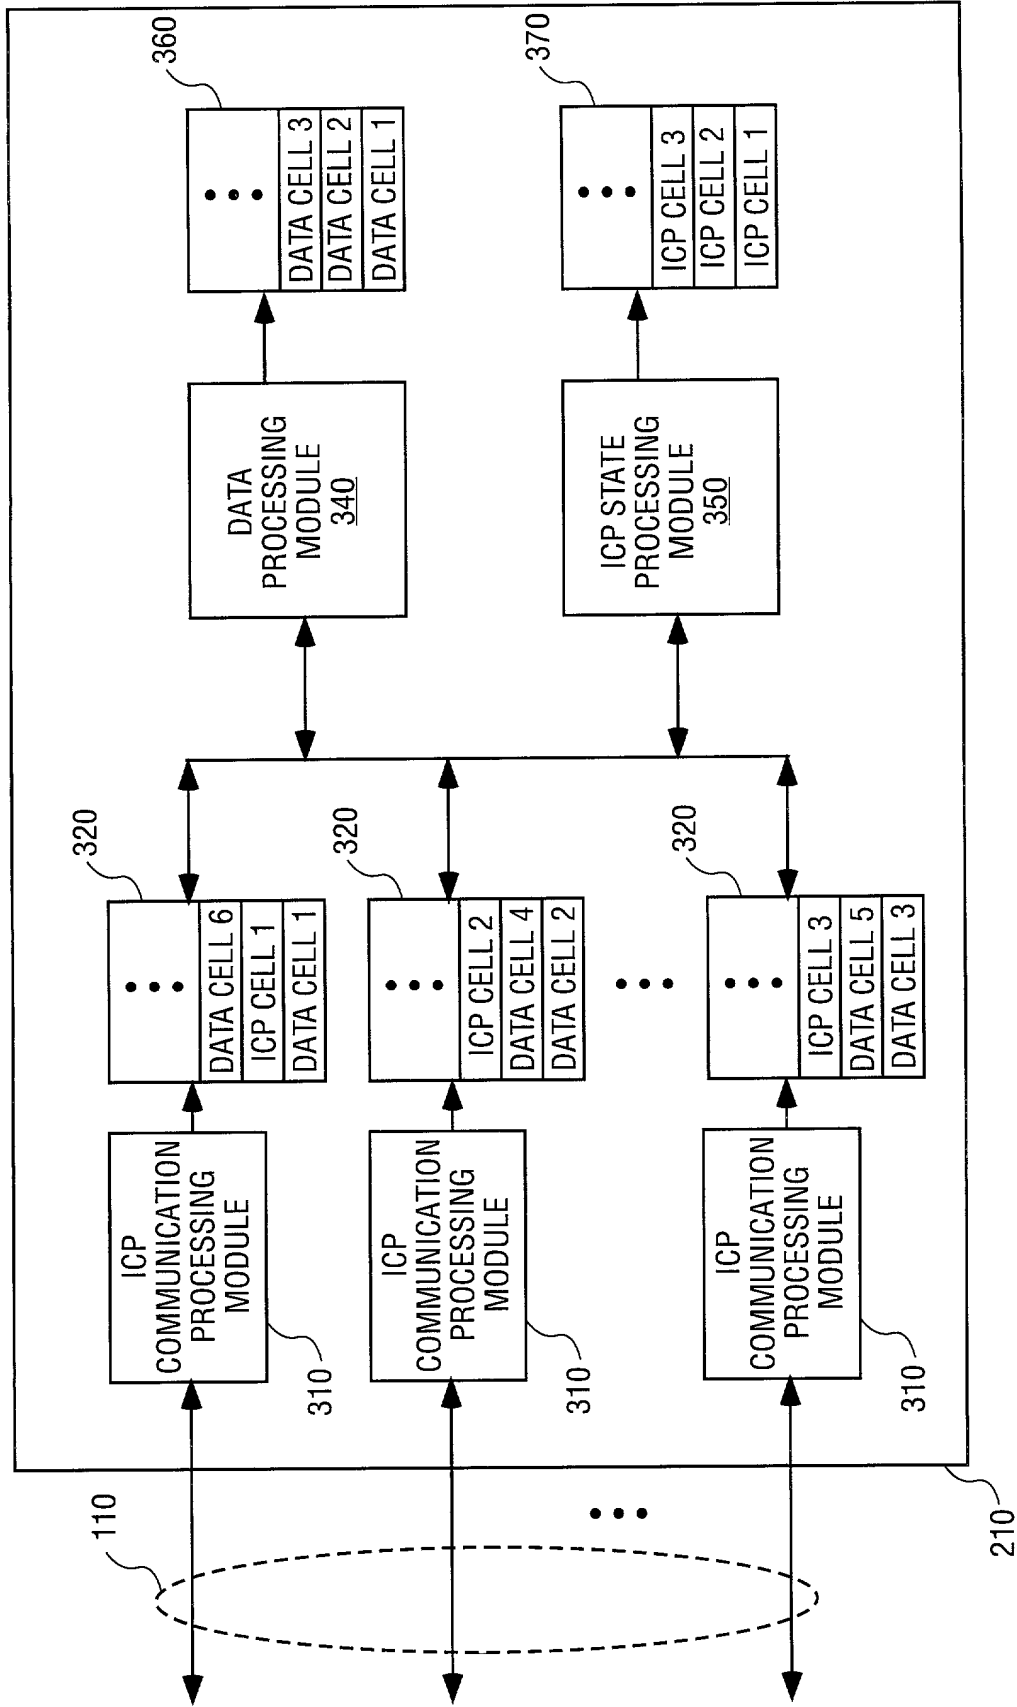 110
ICP
COMMUNICATION
PROCESSING
MODULE
310
320
DATA CELL 6
ICP CELL 1
DATA CELL 1
ICP
COMMUNICATION
PROCESSING
MODULE
310
320
ICP CELL 2
DATA CELL 4
DATA CELL 2
ICP
COMMUNICATION
PROCESSING
MODULE
310
320
ICP CELL 3
DATA CELL 5
DATA CELL 3
DATA
PROCESSING
MODULE
340
360
DATA CELL 3
DATA CELL 2
DATA CELL 1
ICP STATE
PROCESSING
MODULE
350
370
ICP CELL 3
ICP CELL 2
ICP CELL 1
210